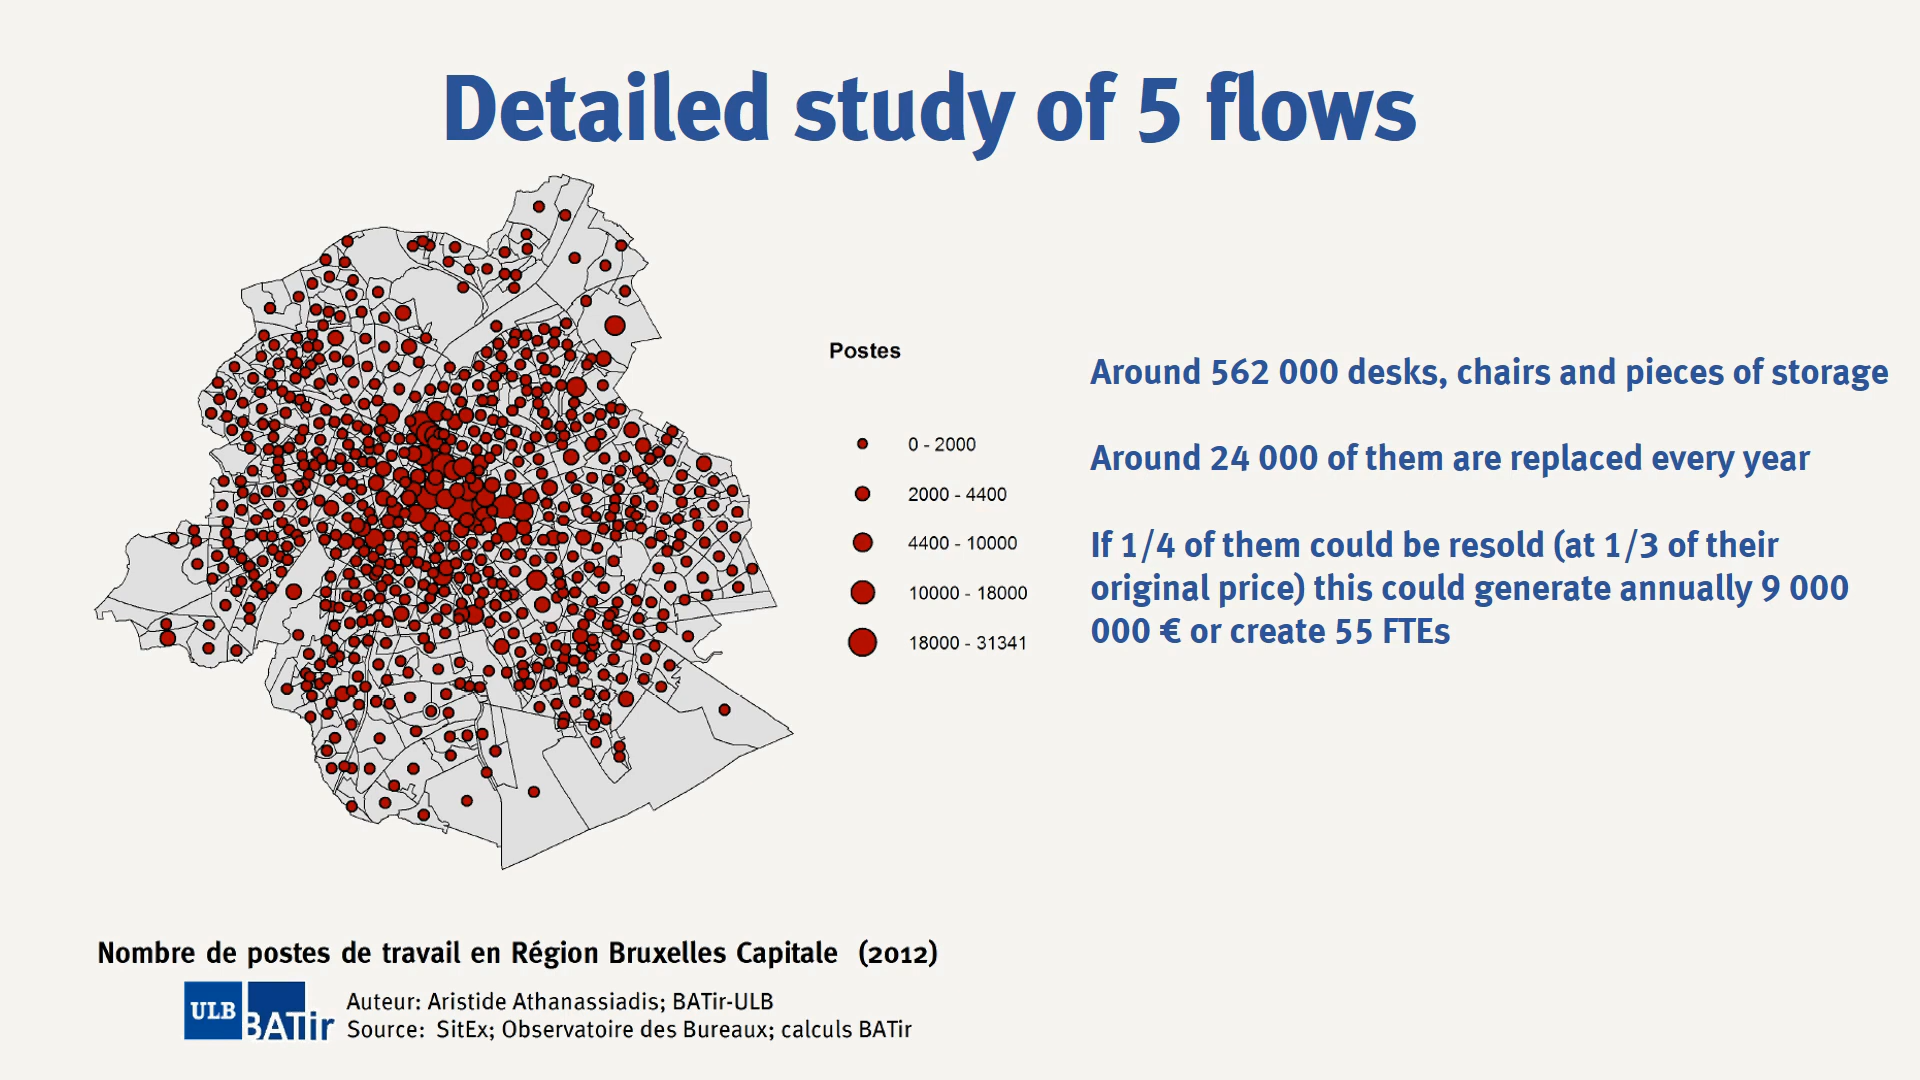 Detailed study of 5 flows
Postes
0 - 2000
2000 - 4400
4400 - 10000
10000 - 18000
18000 - 31341
Around 562 000 desks, chairs and pieces of storage
Around 24 000 of them are replaced every year
If 1/4 of them could be resold (at 1/3 of their
original price) this could generate annually 9 000
000 € or create 55 FTEs
Nombre de postes de travail en Région Bruxelles Capitale (2012)
ULB BATir
Auteur: Aristide Athanassiadis; BATir-ULB
Source: SitEx; Observatoire des Bureaux; calculs BATir